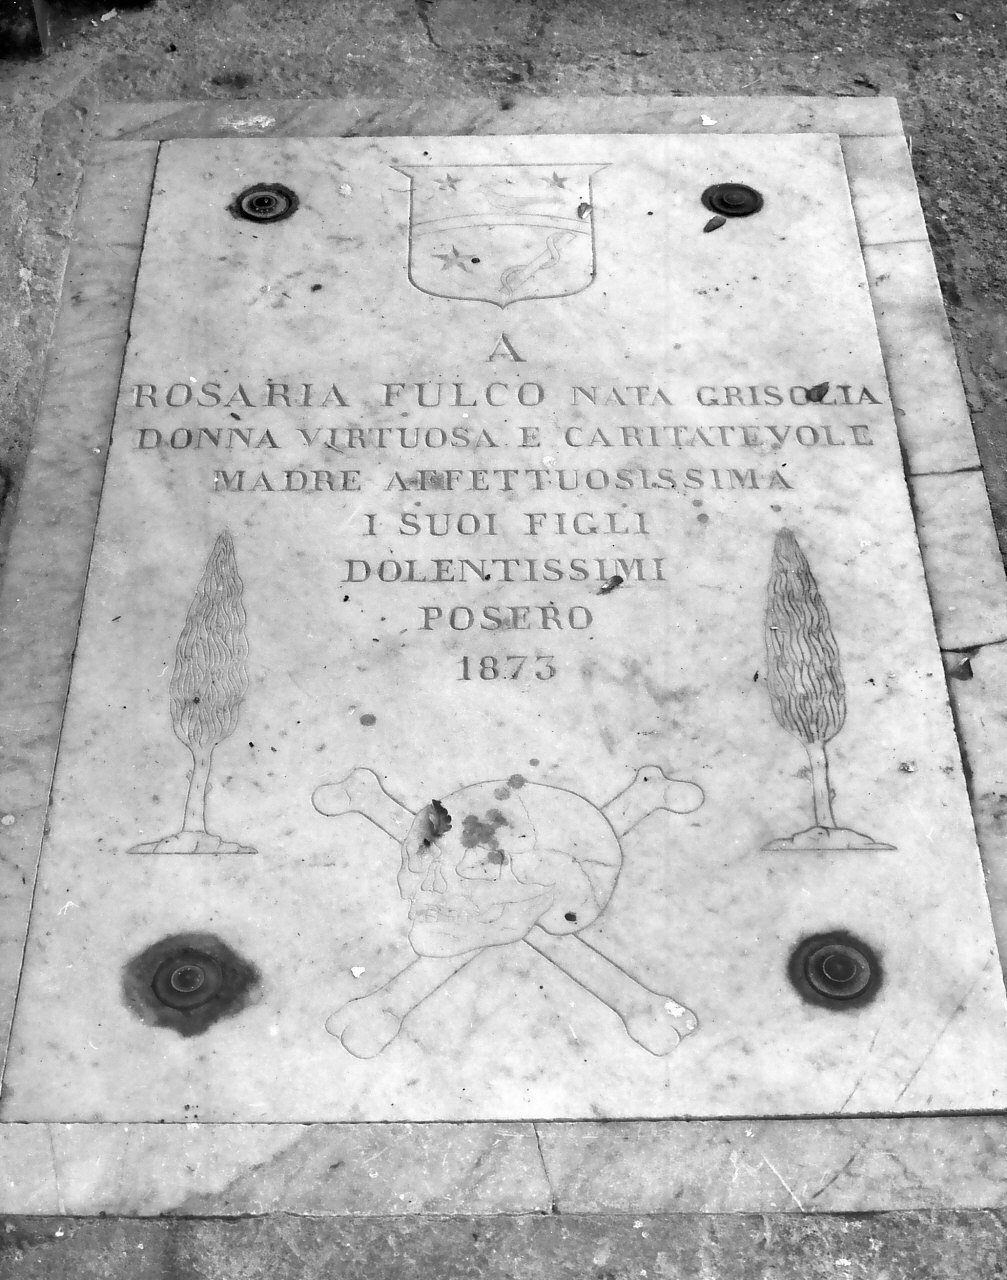 A
ROSARIA FULCO NATA GRISOLIA
DONNA VIRTUOSA E CARITATEVOLE
MADRE AFFETTUOSISSIMA
I SUOI FIGLI
DOLENTISSIMI
POSERO
1873